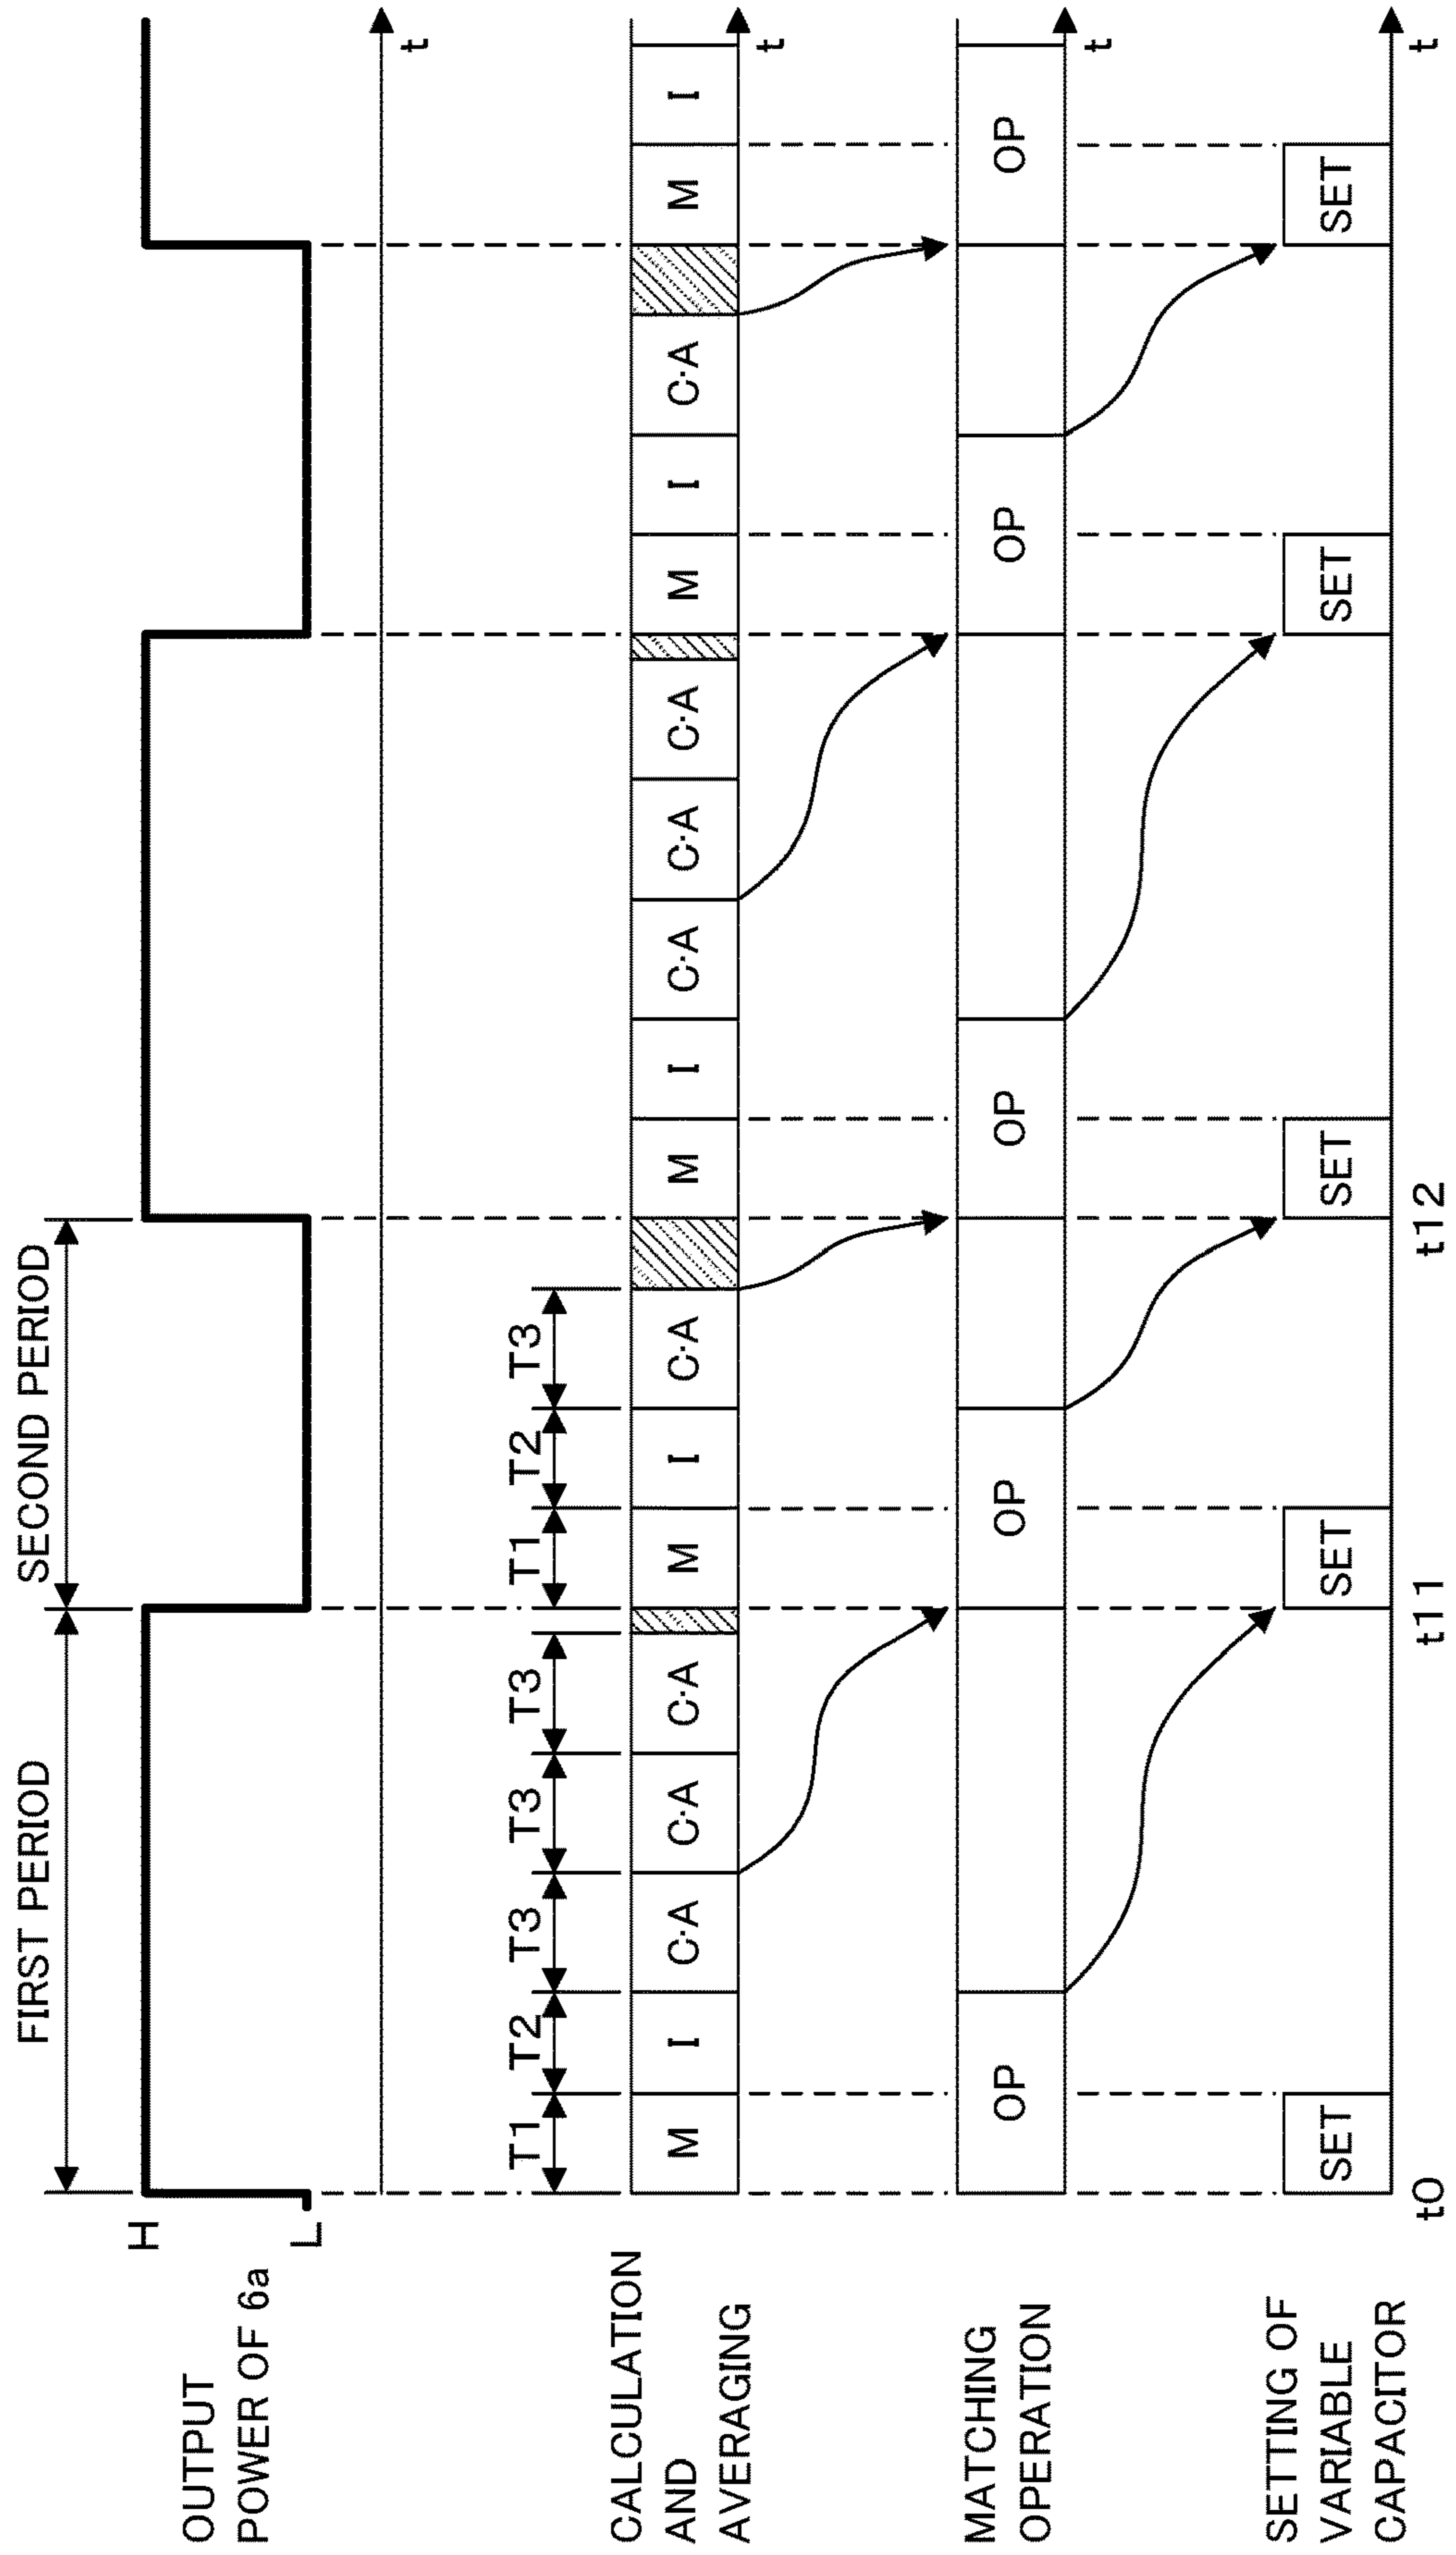 FIRST PERIOD
SECOND PERIOD
OUTPUT
POWER OF 6a
H
L
t
T1
T2
T3
T3
T3
T1
T2
T3
CALCULATION
AND
AVERAGING
M
I
C·A
C·A
C·A
M
I
C·A
M
I
C·A
C·A
C·A
M
I
C·A
M
I
t
MATCHING
OPERATION
OP
OP
OP
OP
OP
t
SETTING OF
VARIABLE
CAPACITOR
SET
SET
SET
SET
SET
t
t0
t11
t12